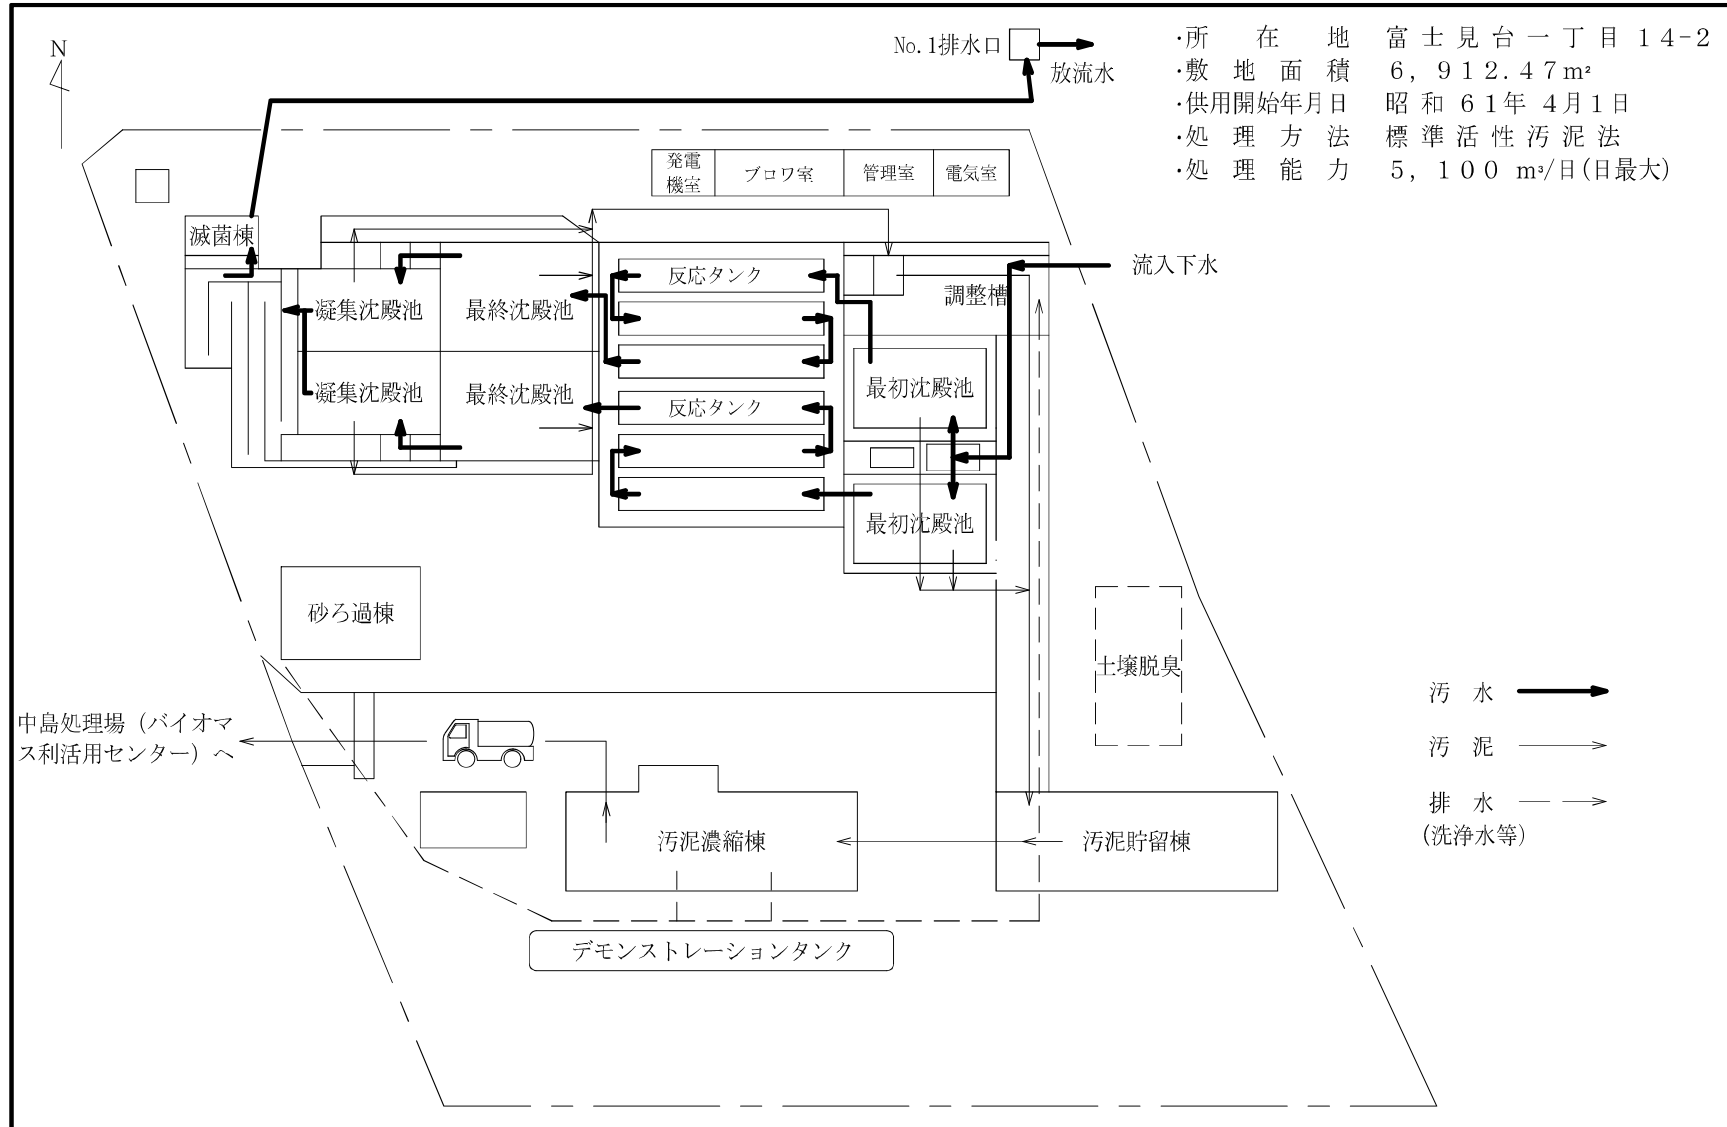 N
No.1排水口
放流水
・所在地 富士見台一丁目14-2
・敷地面積 6,912.47m²
・供用開始年月日 昭和61年4月1日
・処理方法 標準活性汚泥法
・処理能力 5,100 m³/日(日最大)
発電
機室
ブロワ室
管理室
電気室
滅菌棟
流入下水
反応タンク
調整槽
凝集沈殿池
最終沈殿池
最初沈殿池
凝集沈殿池
最終沈殿池
反応タンク
最初沈殿池
砂ろ過棟
土壌脱臭
汚水
中島処理場（バイオマ
ス利活用センター）へ
汚泥
排水
(洗浄水等)
汚泥濃縮棟
汚泥貯留棟
デモンストレーションタンク